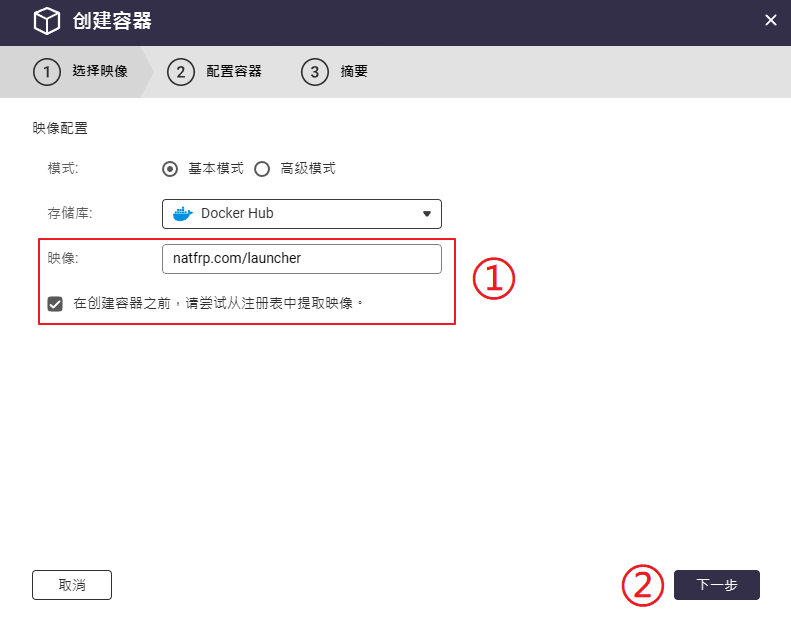 创建容器
1 选择映像 2 配置容器 3 摘要
映像配置
模式: 基本模式 高级模式
存储库: Docker Hub
映像: natfrp.com/launcher
①
在创建容器之前，请尝试从注册表中提取映像。
取消 ② 下一步